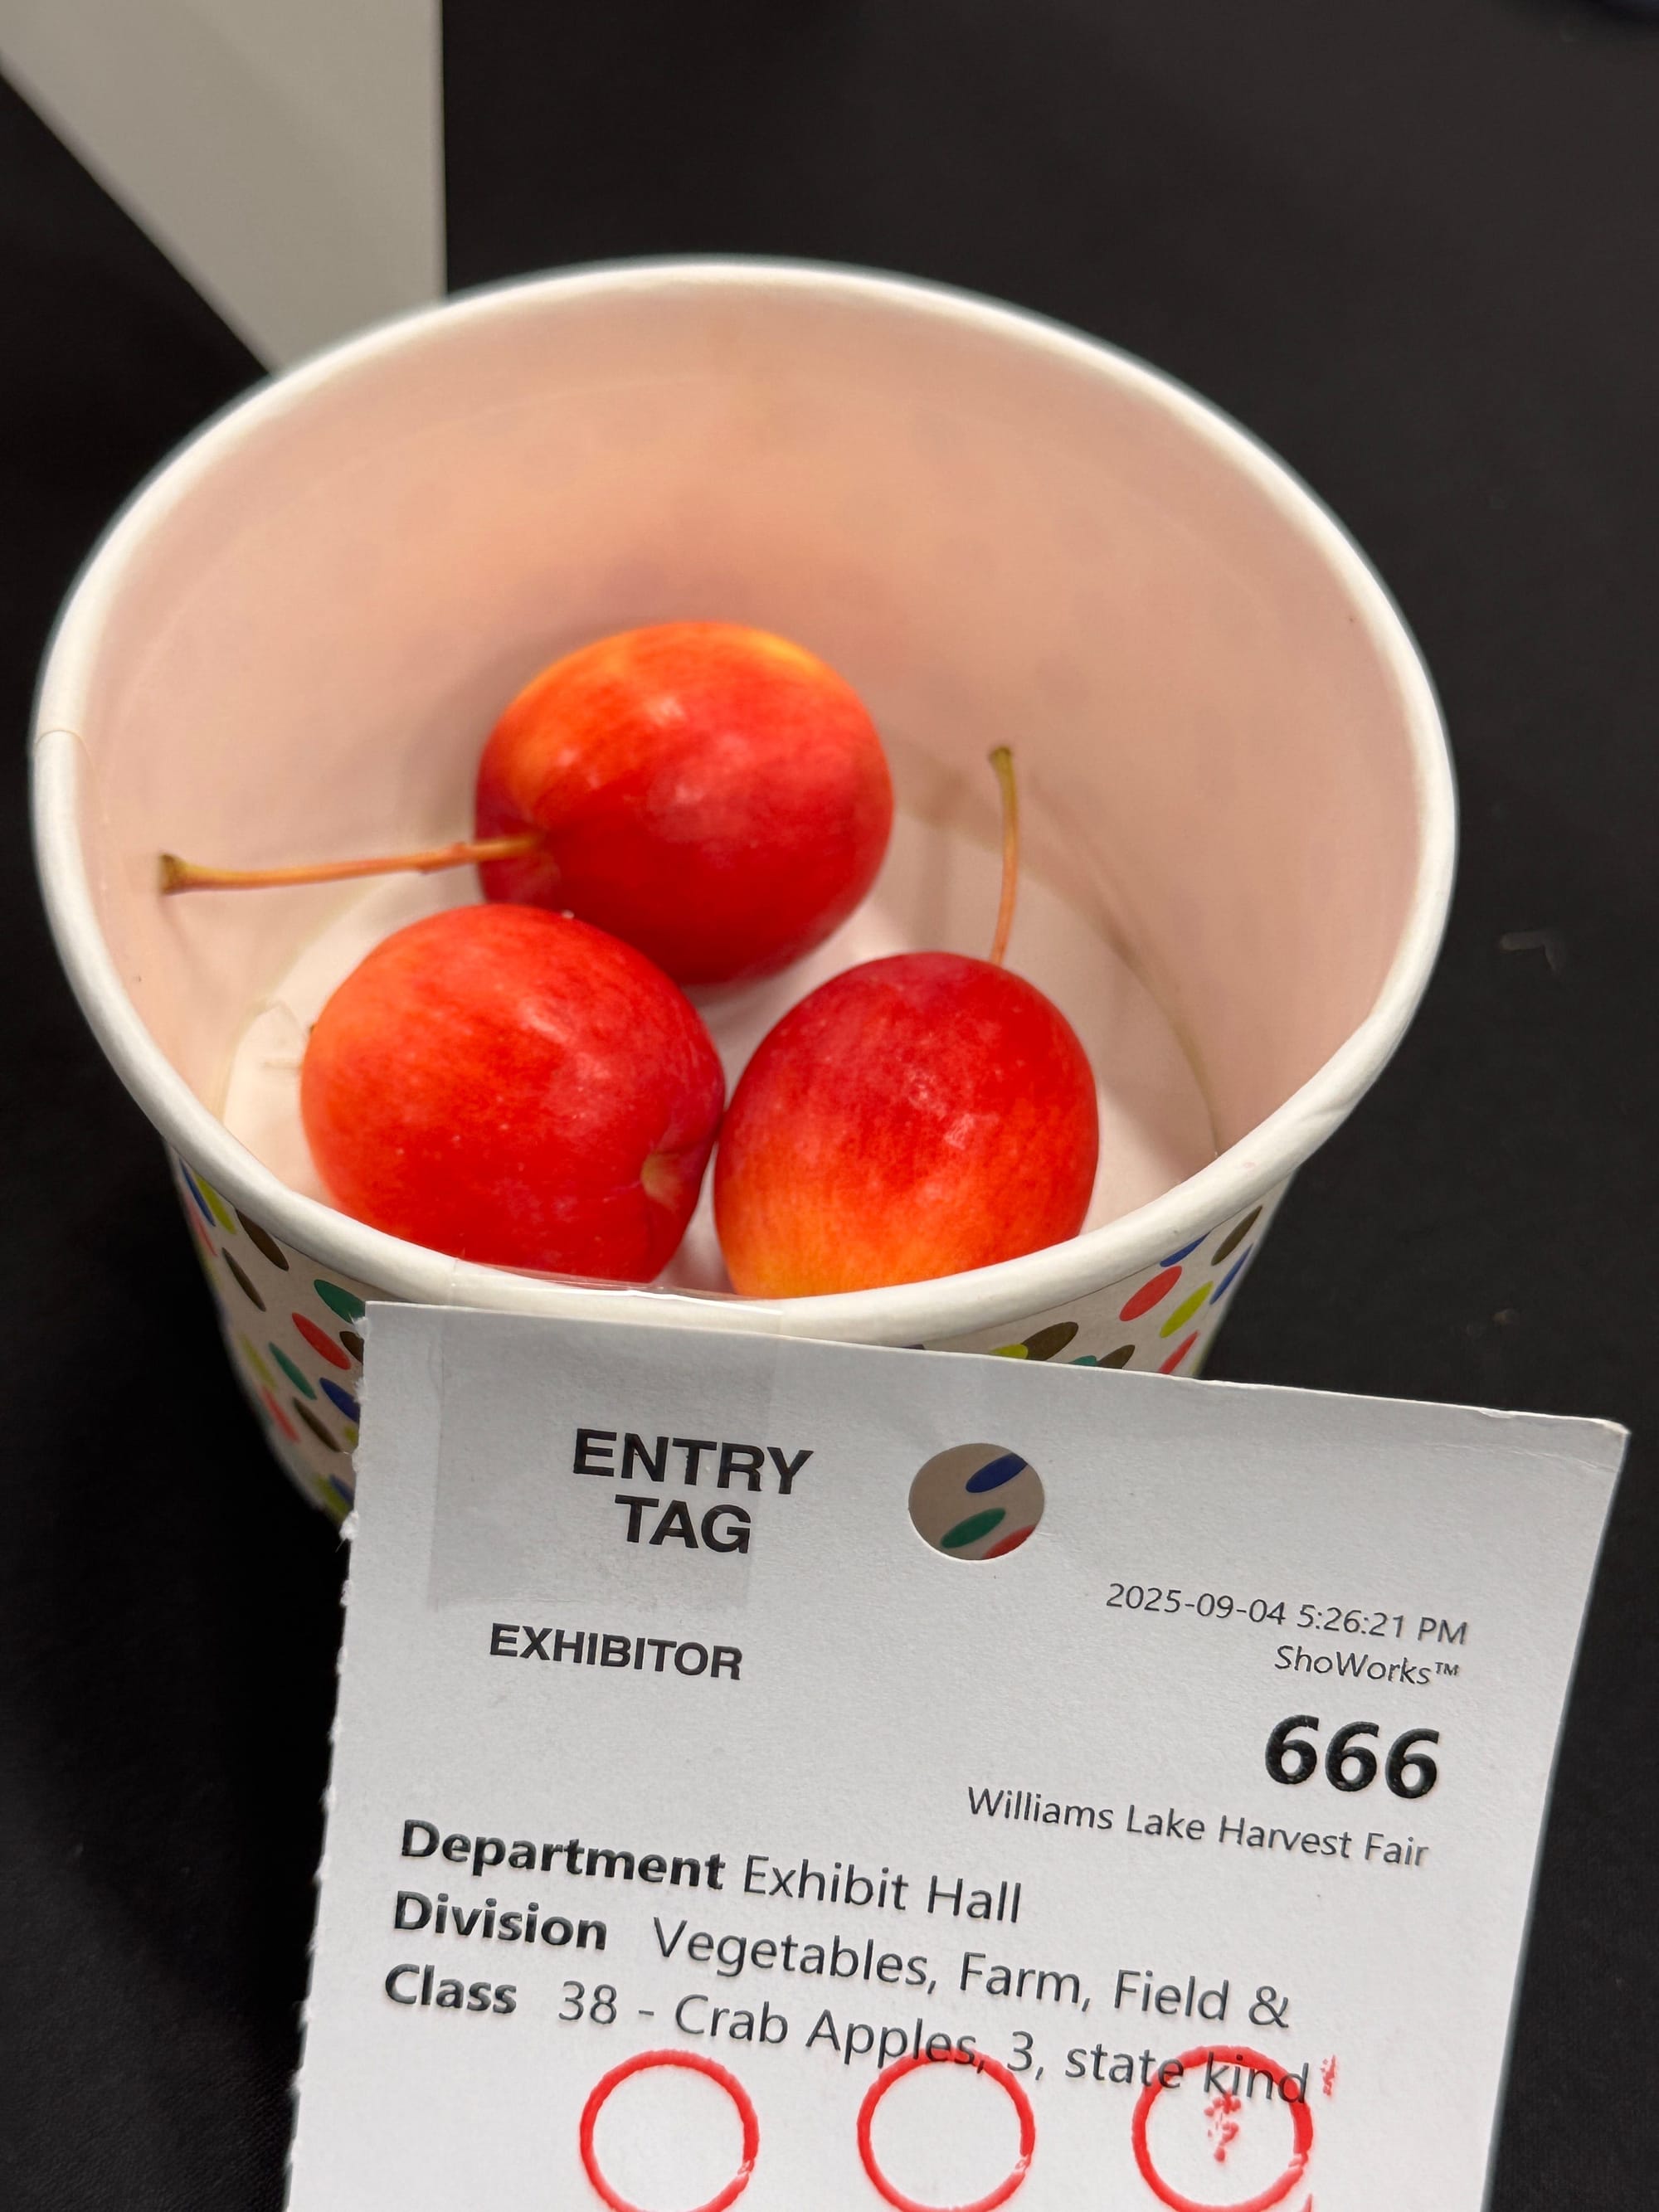 ENTRY
TAG
2025-09-04 5:26:21 PM
ShoWorks™
EXHIBITOR
666
Williams Lake Harvest Fair
Department Exhibit Hall
Division Vegetables, Farm, Field &
Class 38 - Crab Apples, 3, state kind